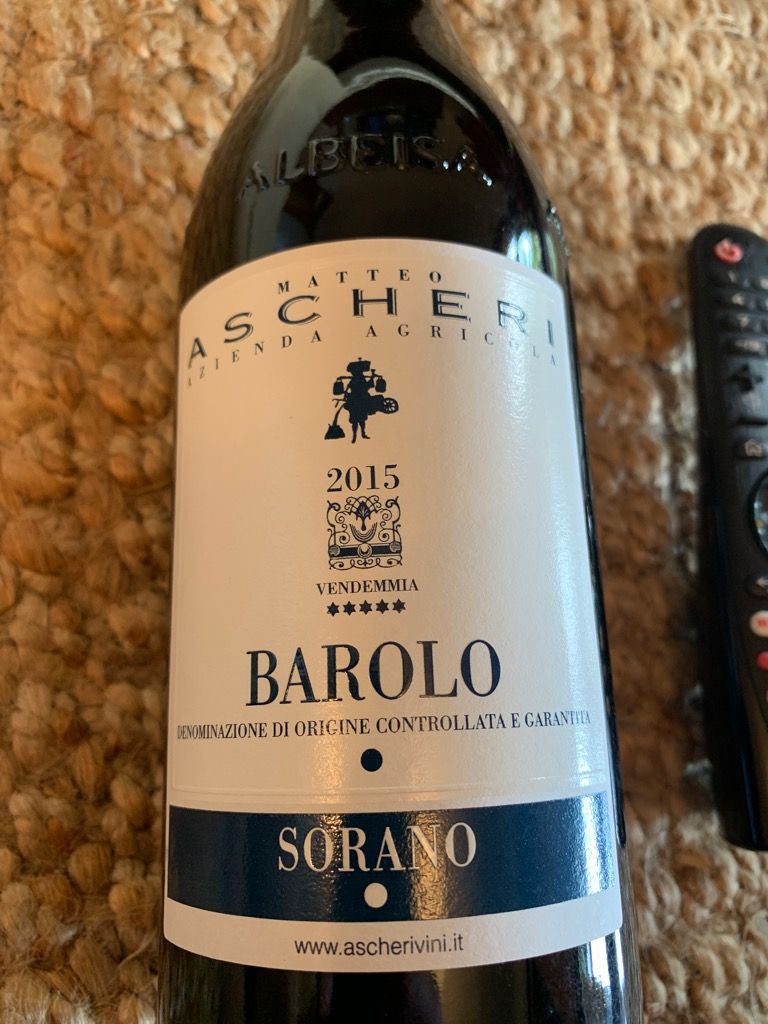 ALBEISA
MATTEO
ASCHERI
AZIENDA AGRICOLA
2015
VENDEMMIA
BAROLO
DENOMINAZIONE DI ORIGINE CONTROLLATA E GARANTITA
SORANO
www.ascherivini.it